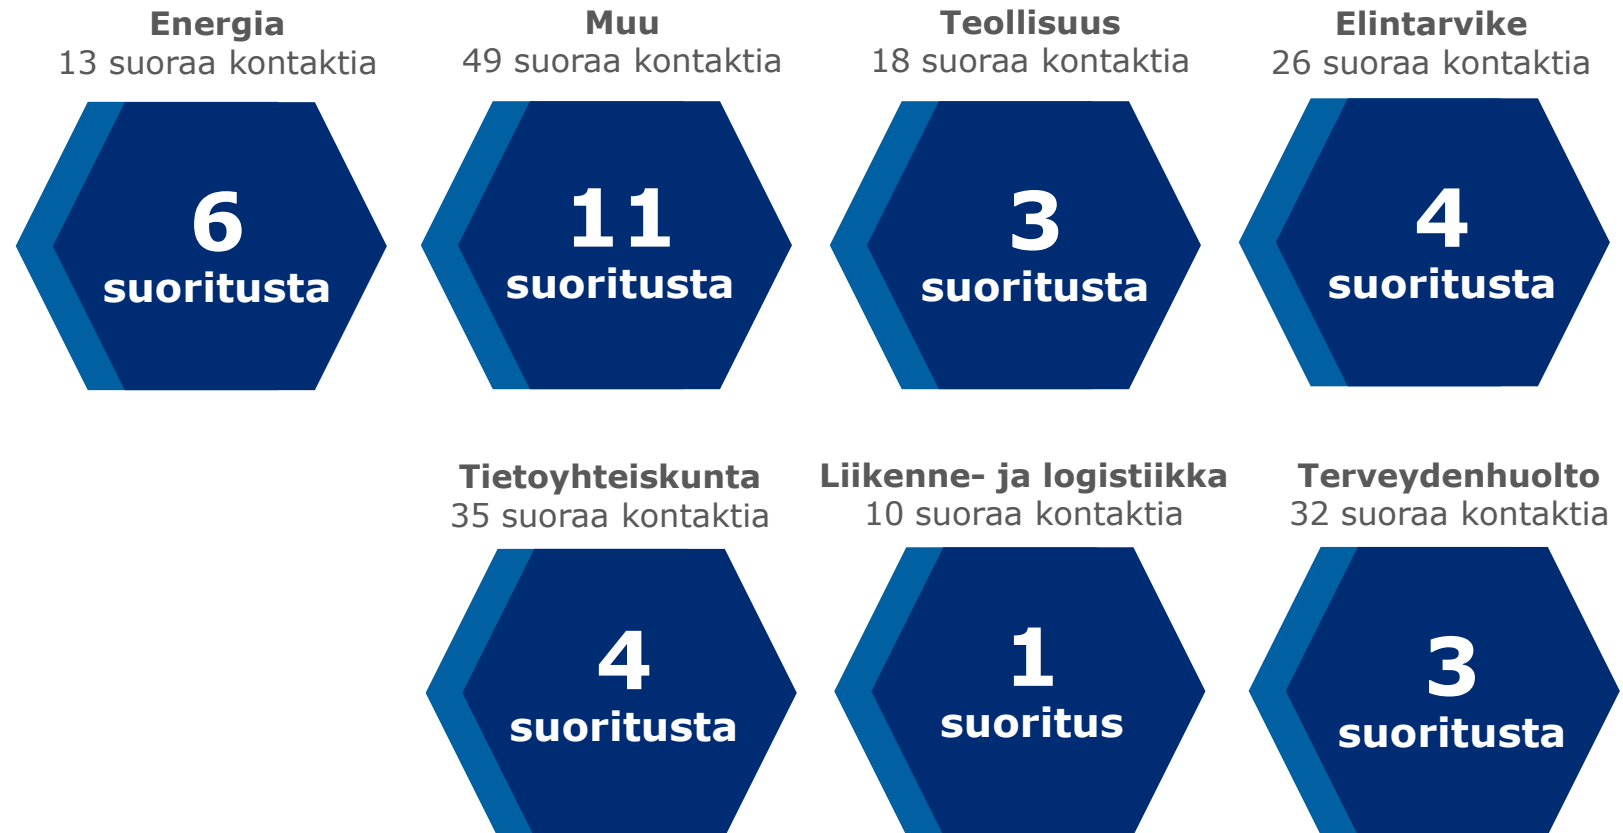 Energia
13 suoraa kontaktia
6
suoritusta
Muu
49 suoraa kontaktia
11
suoritusta
Teollisuus
18 suoraa kontaktia
3
suoritusta
Elintarvike
26 suoraa kontaktia
4
suoritusta
Tietoyhteiskunta
35 suoraa kontaktia
4
suoritusta
Liikenne- ja logistiikka
10 suoraa kontaktia
1
suoritus
Terveydenhuolto
32 suoraa kontaktia
3
suoritusta